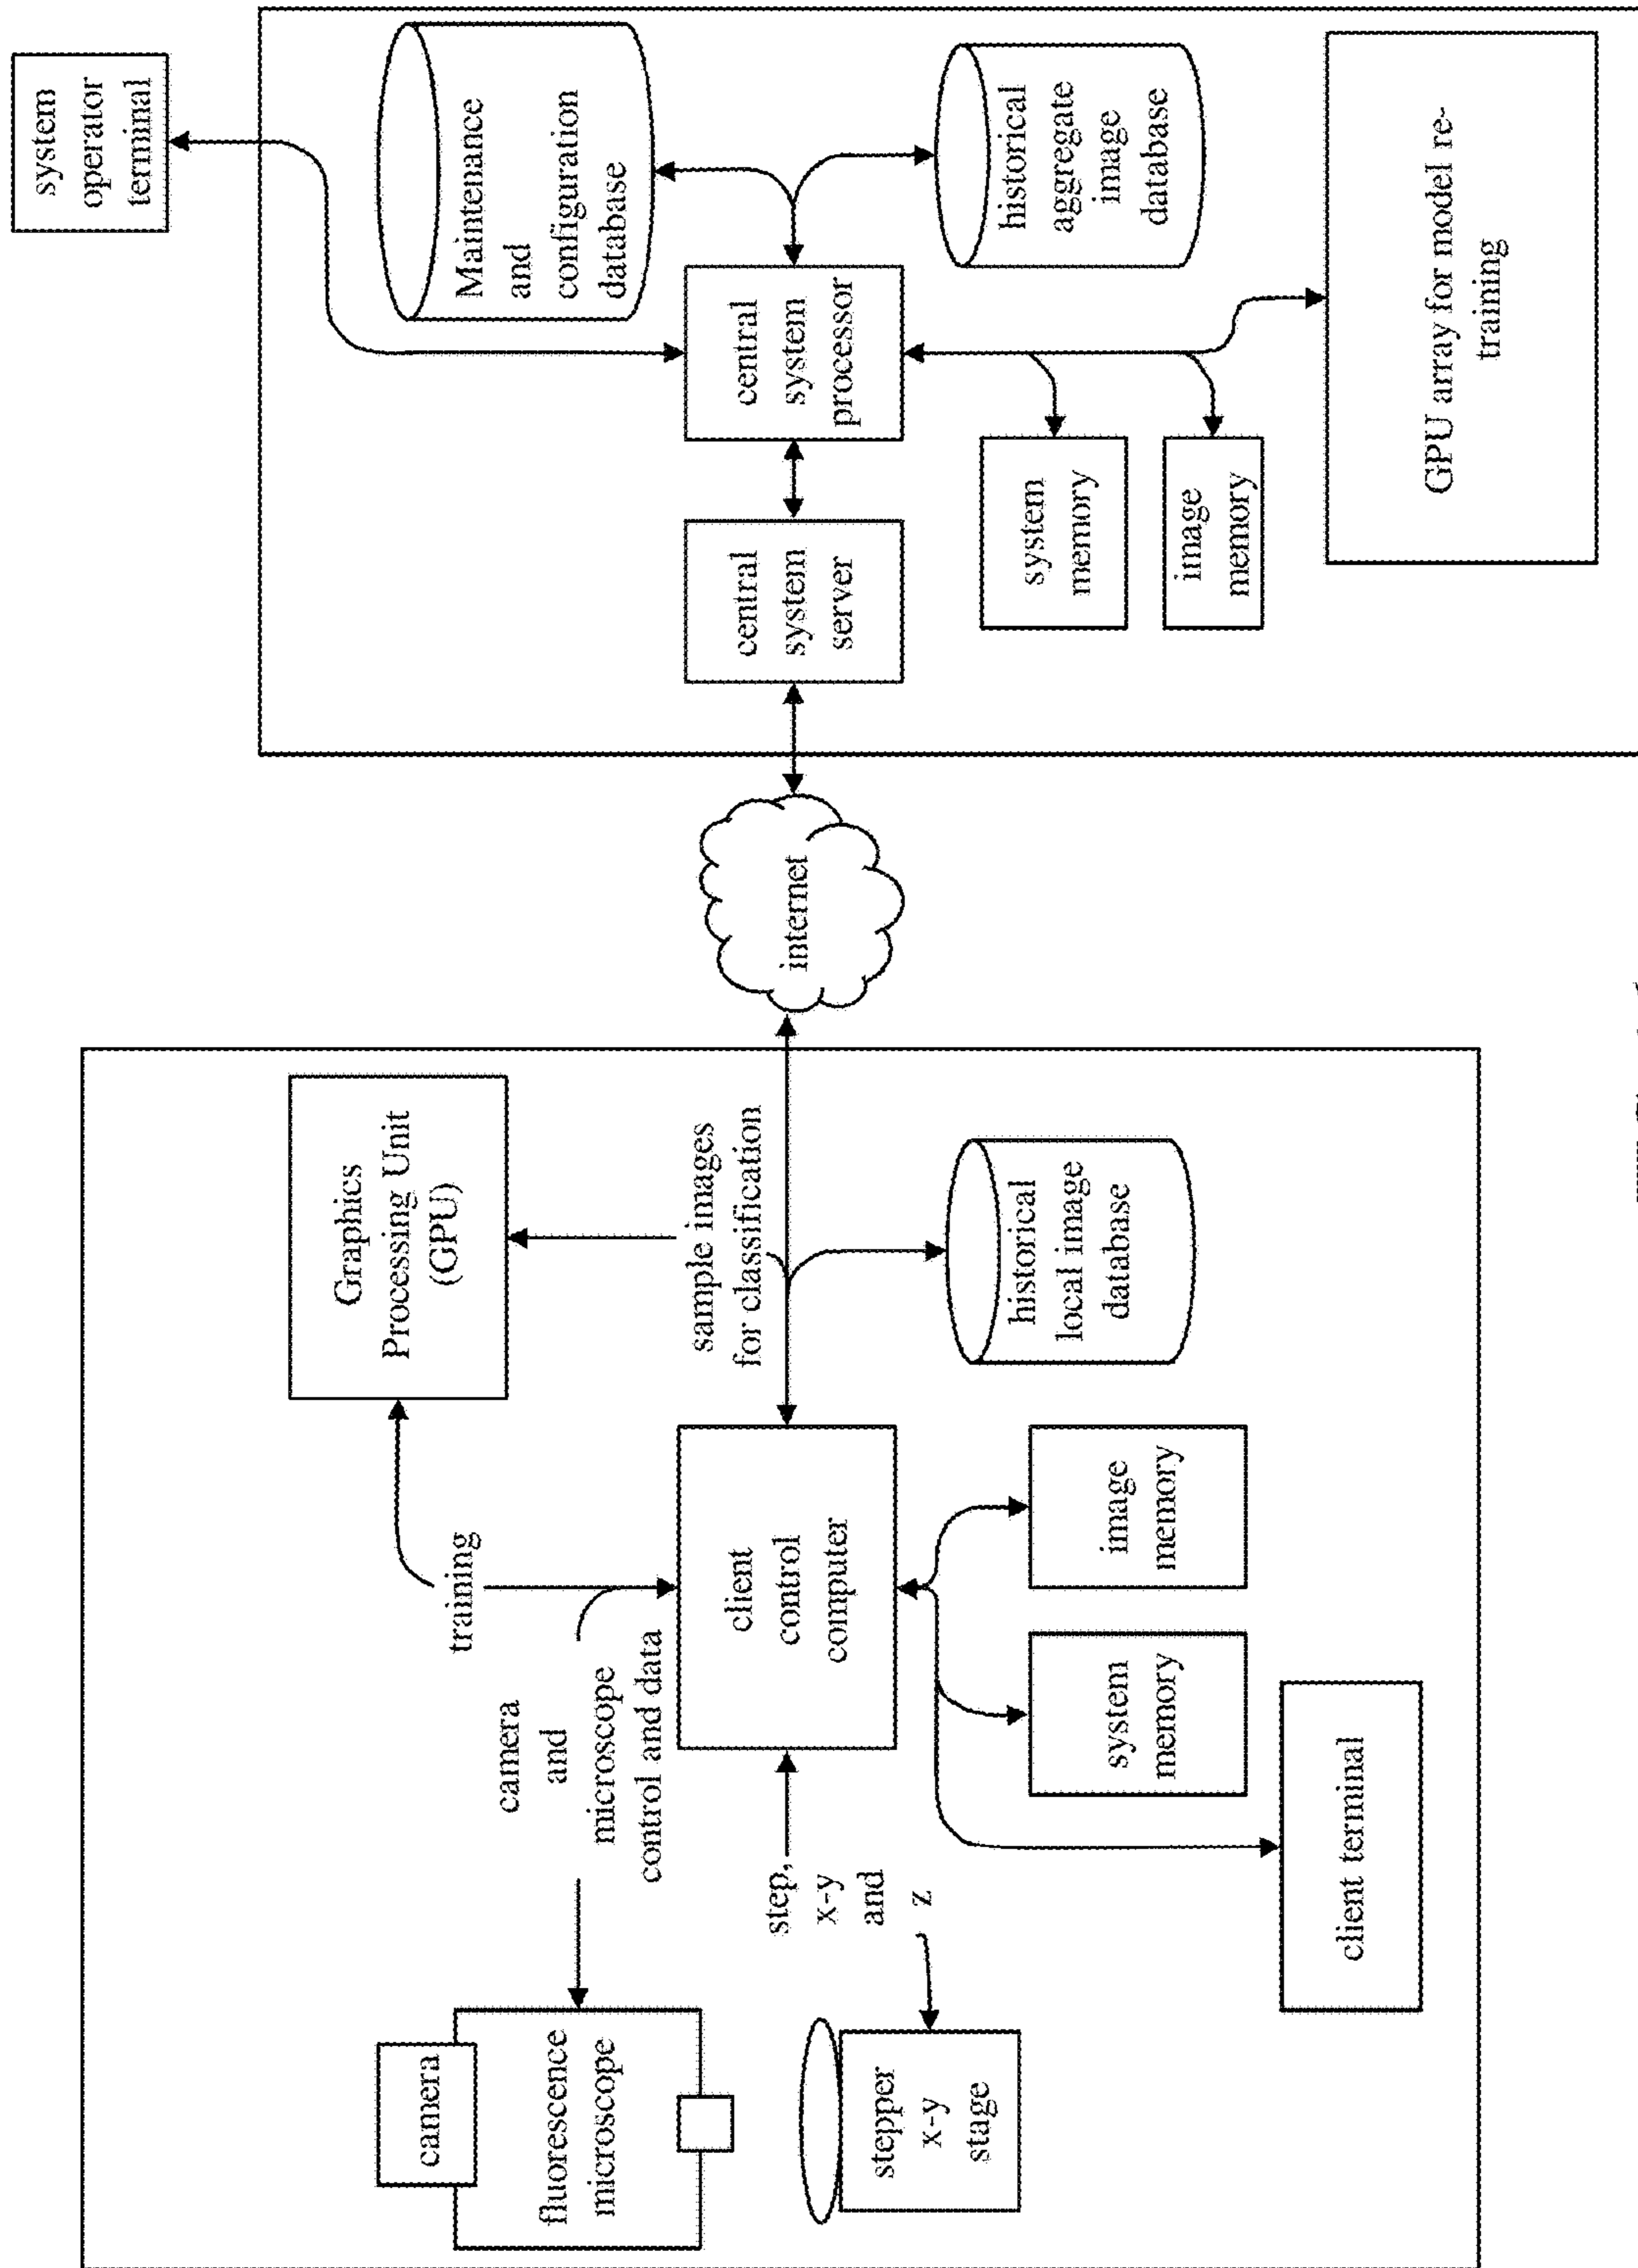 camera
fluorescence
microscope
stepper
x-y
stage
camera
and
microscope
control and data
step,
x-y
and
z
training
client
control
computer
system
memory
image
memory
client terminal
Graphics
Processing Unit
(GPU)
sample images
for classification
historical
local image
database
internet
central
system
server
central
system
processor
system
memory
image
memory
system
operator
terminal
Maintenance
and
configuration
database
historical
aggregate
image
database
GPU array for model re-
training